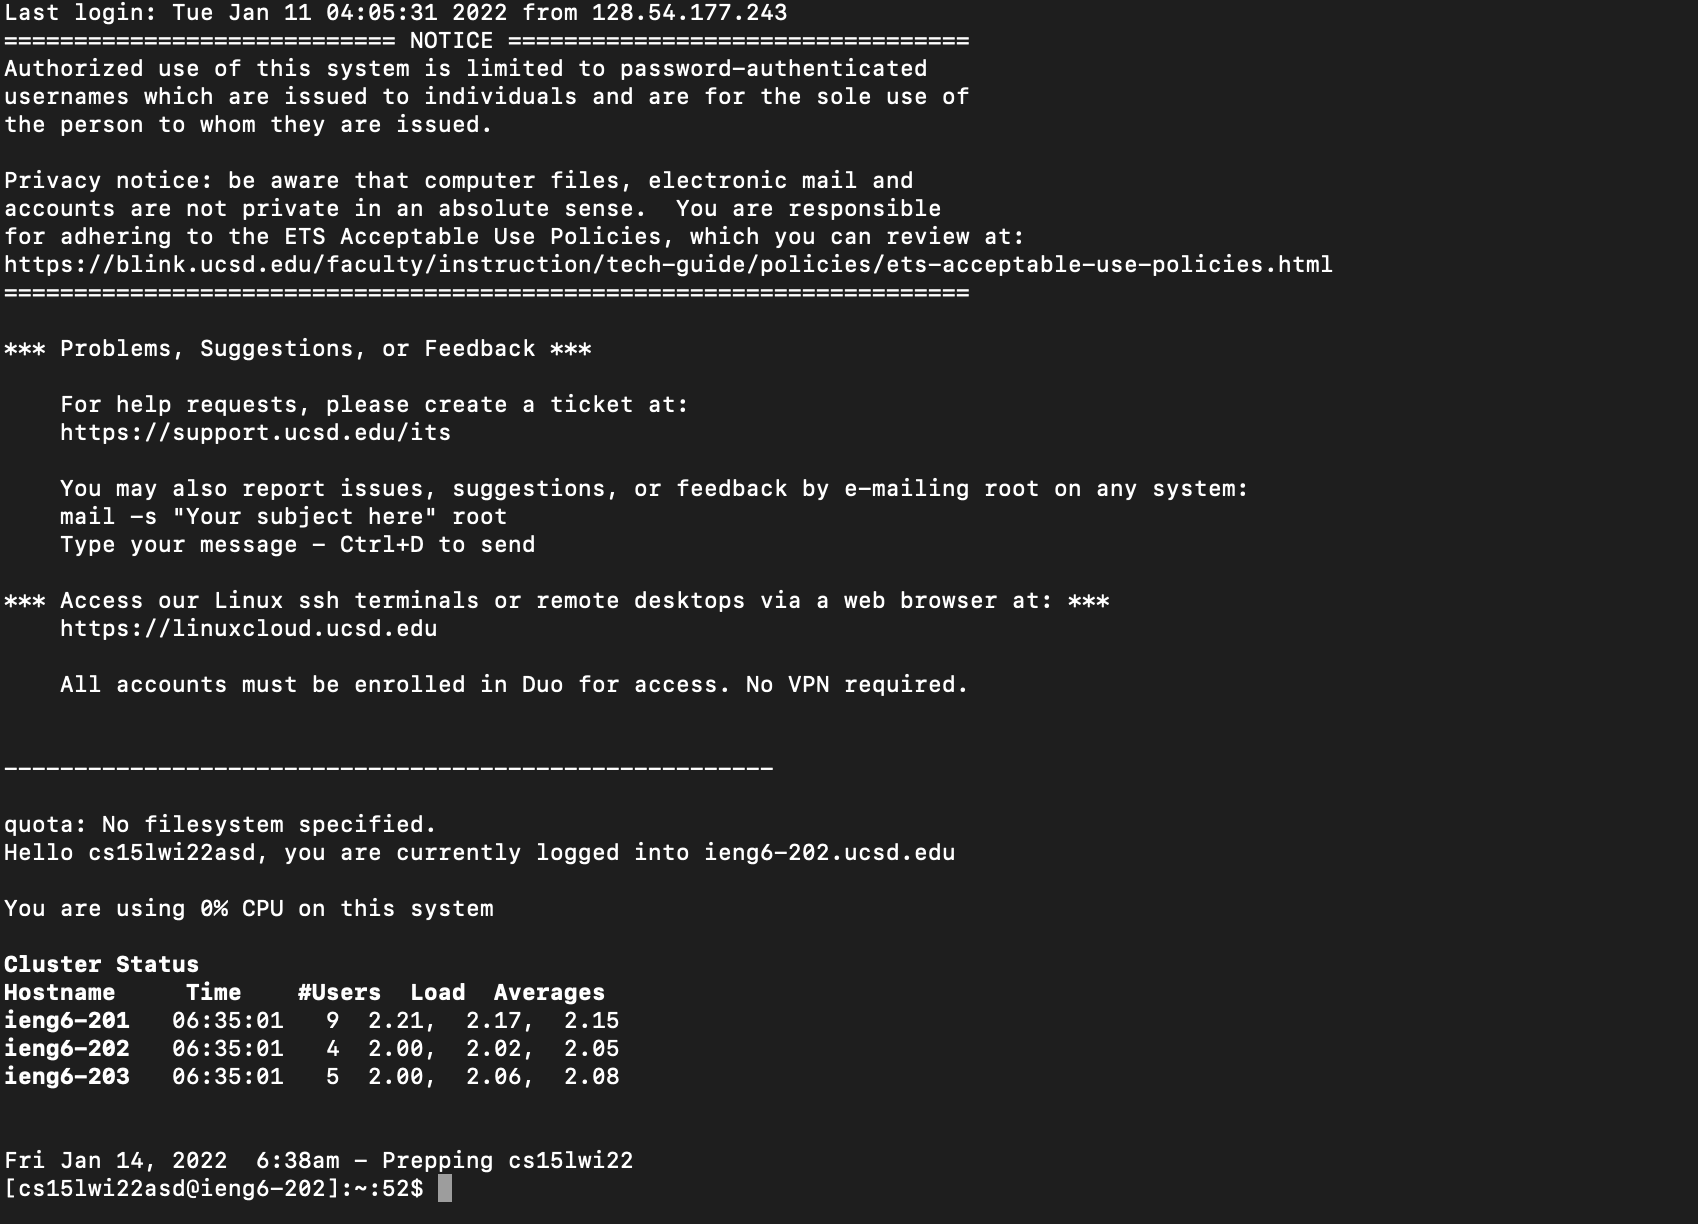 Last login: Tue Jan 11 04:05:31 2022 from 128.54.177.243
============================ NOTICE =================================
Authorized use of this system is limited to password-authenticated
usernames which are issued to individuals and are for the sole use of
the person to whom they are issued.

Privacy notice: be aware that computer files, electronic mail and
accounts are not private in an absolute sense.  You are responsible
for adhering to the ETS Acceptable Use Policies, which you can review at:
https://blink.ucsd.edu/faculty/instruction/tech-guide/policies/ets-acceptable-use-policies.html
=====================================================================

*** Problems, Suggestions, or Feedback ***

    For help requests, please create a ticket at:
    https://support.ucsd.edu/its

    You may also report issues, suggestions, or feedback by e-mailing root on any system:
    mail -s "Your subject here" root
    Type your message - Ctrl+D to send

*** Access our Linux ssh terminals or remote desktops via a web browser at: ***
    https://linuxcloud.ucsd.edu

    All accounts must be enrolled in Duo for access. No VPN required.


-------------------------------------------------------

quota: No filesystem specified.
Hello cs15lwi22asd, you are currently logged into ieng6-202.ucsd.edu

You are using 0% CPU on this system

Cluster Status
Hostname     Time    #Users  Load  Averages
ieng6-201   06:35:01   9  2.21,  2.17,  2.15
ieng6-202   06:35:01   4  2.00,  2.02,  2.05
ieng6-203   06:35:01   5  2.00,  2.06,  2.08


Fri Jan 14, 2022  6:38am - Prepping cs15lwi22
[cs15lwi22asd@ieng6-202]:~:52$